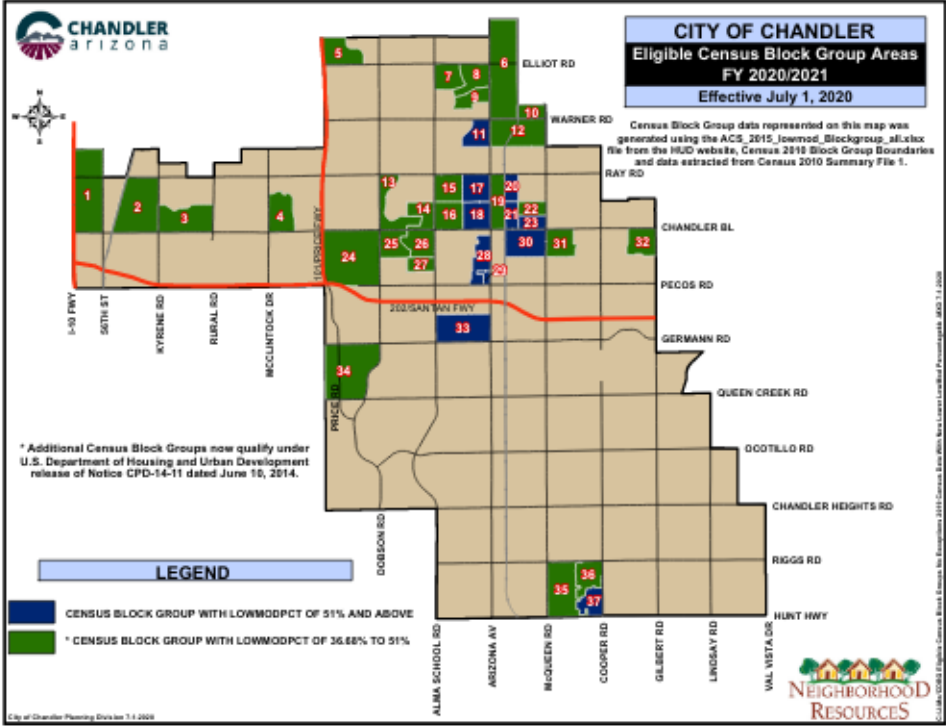 CHANDLER
arizona
CITY OF CHANDLER
Eligible Census Block Group Areas
FY 2020/2021
Effective July 1, 2020
Census Block Group data represented on this map was
generated using the ACS_2015_lowmod_Blockgroup_all.xlsx
file from the HUD website, Census 2010 Block Group Boundaries
and data extracted from Census 2010 Summary File 1.
N
W
E
S
5
6
ELLIOT RD
7
8
9
10
WARNER RD
11
12
RAY RD
1
2
3
4
13
14
15
16
17
18
19
20
21
22
23
CHANDLER BL
24
25
26
27
28
29
30
31
32
101/PRICE FWY
PECOS RD
202/SANTAN FWY
I-10 FWY
56TH ST
KYRENE RD
RURAL RD
MCCLINTOCK DR
33
GERMANN RD
34
PRICE RD
QUEEN CREEK RD
* Additional Census Block Groups now qualify under
U.S. Department of Housing and Urban Development
release of Notice CPD-14-11 dated June 10, 2014.
OCOTILLO RD
CHANDLER HEIGHTS RD
DOBSON RD
RIGGS RD
35
36
37
HUNT HWY
ALMA SCHOOL RD
ARIZONA AV
McQUEEN RD
COOPER RD
GILBERT RD
LINDSAY RD
VAL VISTA DR
LEGEND
CENSUS BLOCK GROUP WITH LOWMODPCT OF 51% AND ABOVE
* CENSUS BLOCK GROUP WITH LOWMODPCT OF 36.68% TO 51%
NEIGHBORHOOD
RESOURCES
City of Chandler Planning Division 7-1-2020